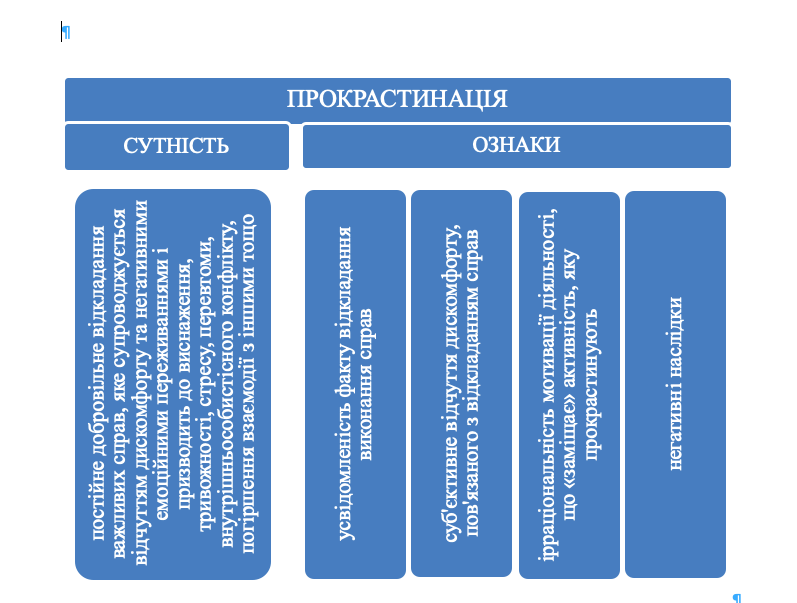 ПРОКРАСТИНАЦІЯ
СУТНІСТЬ
ОЗНАКИ
постійне добровільне відкладання
важливих справ, яке супроводжується
відчуттям дискомфорту та негативними
емоційними переживаннями і
призводить до виснаження,
тривожності, стресу, перевтоми,
внутрішньоособистісного конфлікту,
погіршення взаємодії з іншими тощо
усвідомленість факту відкладання
виконання справ
суб'єктивне відчуття дискомфорту,
пов'язаного з відкладанням справ
ірраціональність мотивації діяльності,
що «заміщає» активність, яку
прокрастинують
негативні наслідки